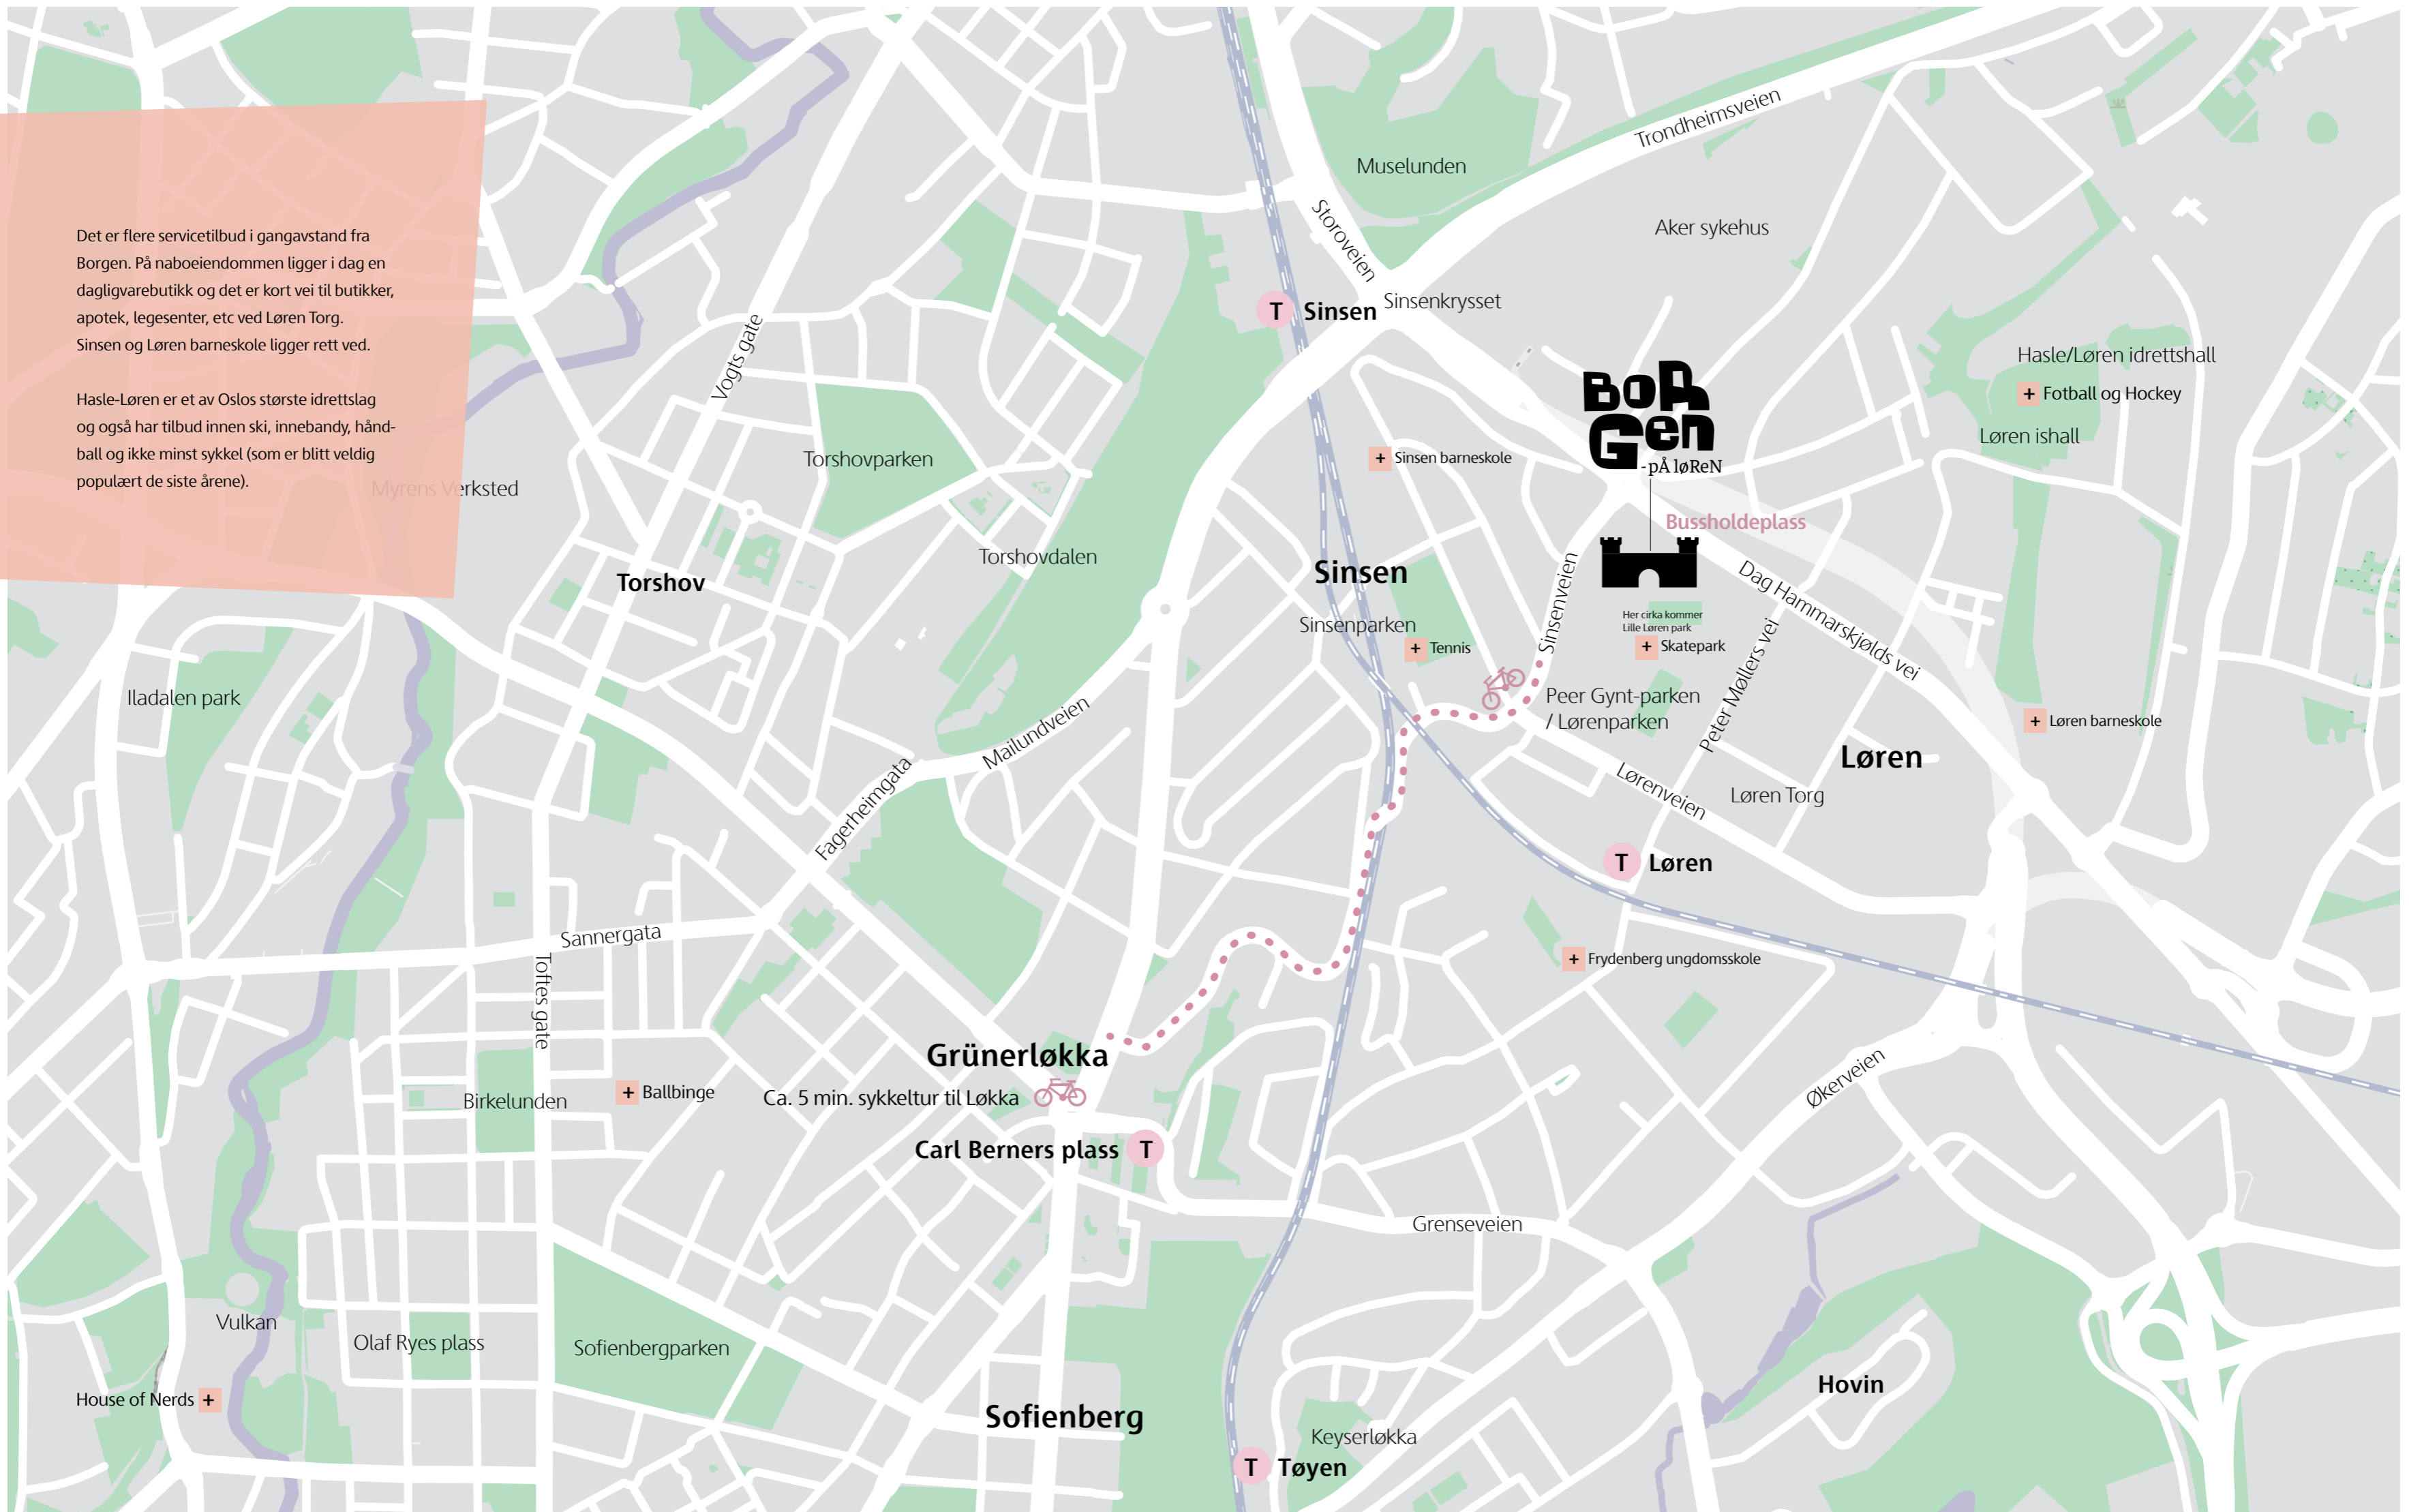 Det er flere servicetilbud i gangavstand fra
Borgen. På naboeiendommen ligger i dag en
dagligvarebutikk og det er kort vei til butikker,
apotek, legesenter, etc ved Løren Torg.
Sinsen og Løren barneskole ligger rett ved.
Hasle-Løren er et av Oslos største idrettslag
og også har tilbud innen ski, innebandy, hånd-
ball og ikke minst sykkel (som er blitt veldig
populært de siste årene).
Trondheimsveien
Muselunden
Storoveien
Aker sykehus
T Sinsen
Sinsenkrysset
Vogts gate
Hasle/Løren idrettshall
+ Fotball og Hockey
Løren ishall
BoRgen
-pÅ løReN
Torshovparken
+ Sinsen barneskole
Myrens Verksted
Bussholdeplass
Torshovdalen
Torshov
Sinsen
Sinsenveien
Dag Hammarskjølds vei
Her cirka kommer
Lille Løren park
Sinsenparken
+ Tennis
+ Skatepark
Peter Møllers vei
Iladalen park
Peer Gynt-parken
/ Lørenparken
+ Løren barneskole
Mailundveien
Løren
Fagerheimgata
Lørenveien
Løren Torg
T Løren
Sannergata
Toftes gate
+ Frydenberg ungdomsskole
Grünerløkka
Økerveien
Birkelunden
+ Ballbinge
Ca. 5 min. sykkeltur til Løkka
Carl Berners plass T
Grenseveien
Vulkan
Olaf Ryes plass
Sofienbergparken
Hovin
House of Nerds +
Sofienberg
Keyserløkka
T Tøyen